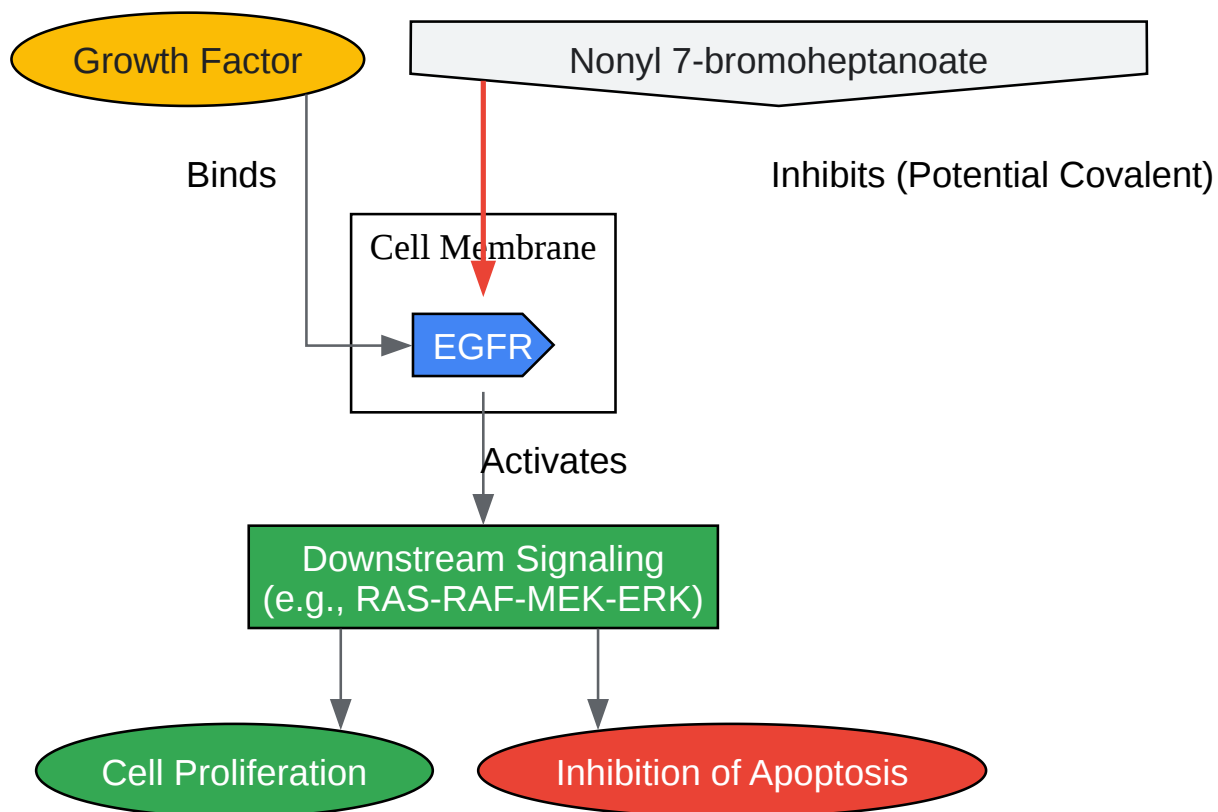 Growth Factor
Nonyl 7-bromoheptanoate
Binds
Inhibits (Potential Covalent)
Cell Membrane
EGFR
Activates
Downstream Signaling
(e.g., RAS-RAF-MEK-ERK)
Cell Proliferation
Inhibition of Apoptosis